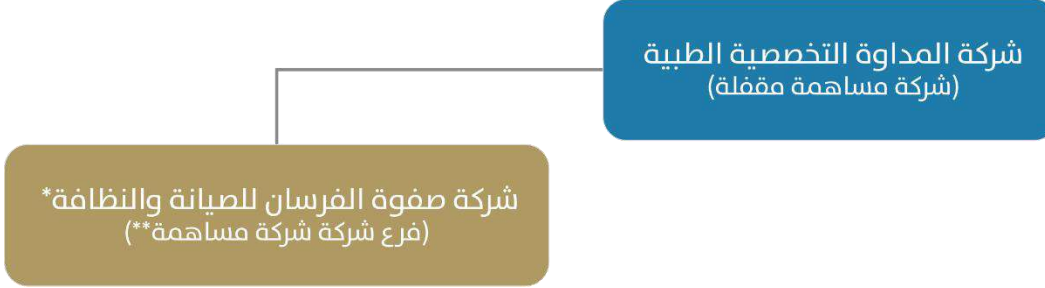 شركة المداوة التخصصية الطبية
(شركة مساهمة مقفلة)
شركة صفوة الفرسان للصيانة والنظافة*
(فرع شركة شركة مساهمة**)